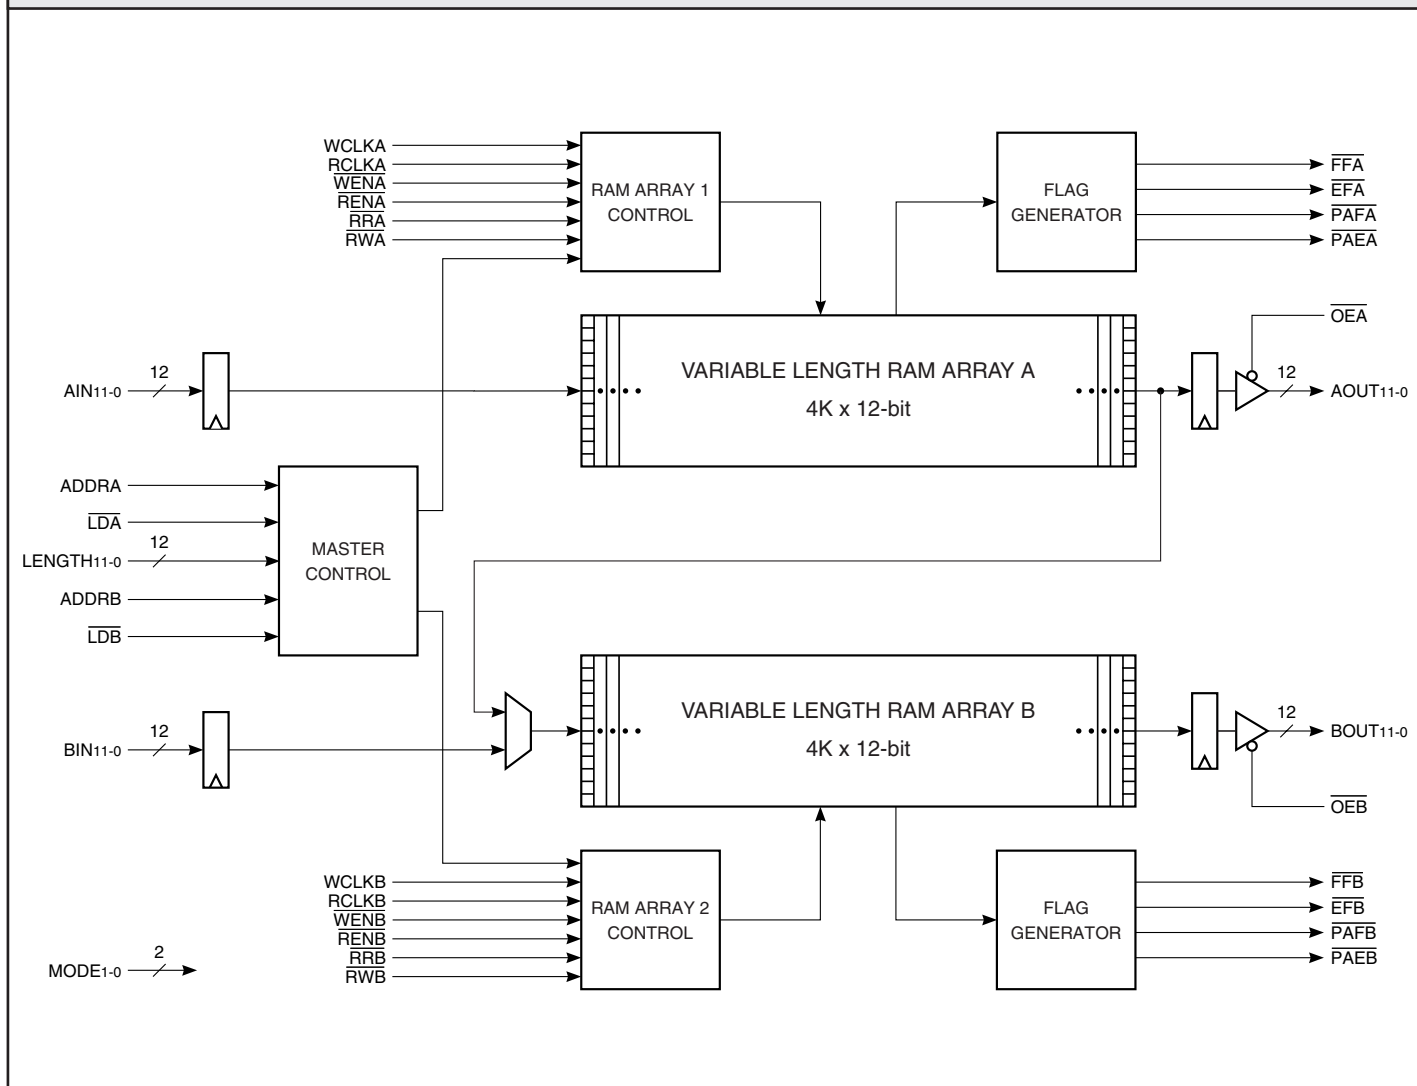 WCLKA
RCLKA
WENA
RENA
RRA
RWA
RAM ARRAY 1
CONTROL
FLAG
GENERATOR
FFA
EFA
PAFA
PAEA
OEA
AIN11-0
12
VARIABLE LENGTH RAM ARRAY A
4K x 12-bit
12
AOUT11-0
ADDRA
LDA
LENGTH11-0
12
ADDRB
LDB
MASTER
CONTROL
BIN11-0
12
VARIABLE LENGTH RAM ARRAY B
4K x 12-bit
12
BOUT11-0
OEB
WCLKB
RCLKB
WENB
RENB
RRB
RWB
RAM ARRAY 2
CONTROL
FLAG
GENERATOR
FFB
EFB
PAFB
PAEB
MODE1-0
2